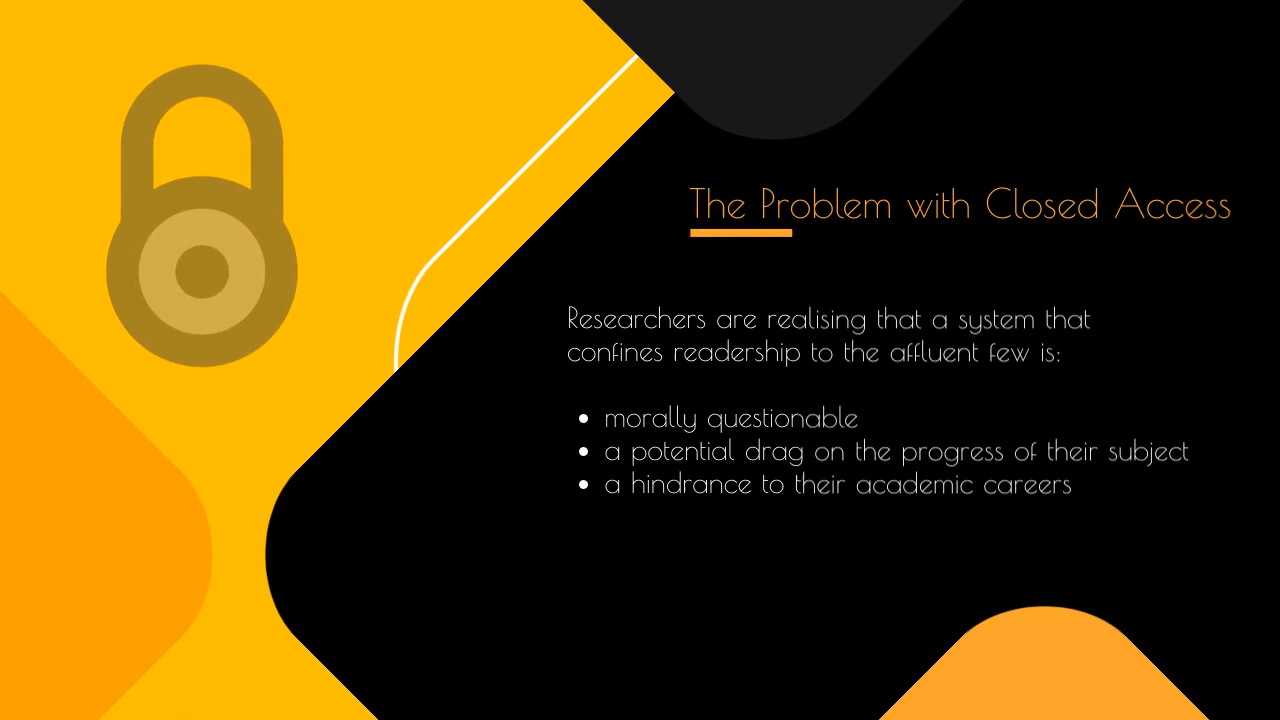 The Problem with Closed Access
Researchers are realising that a system that
confines readership to the affluent few is:
• morally questionable
• a potential drag on the progress of their subject
• a hindrance to their academic careers